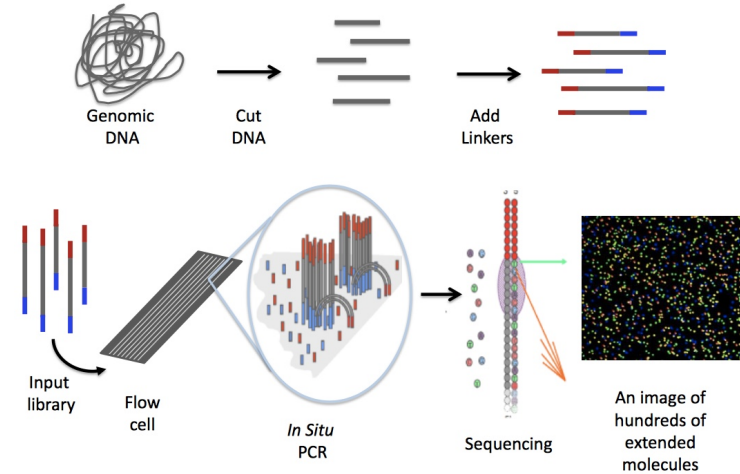 Genomic
DNA
Cut
DNA
Add
Linkers
Input
library
Flow
cell
In Situ
PCR
Sequencing
An image of
hundreds of
extended
molecules